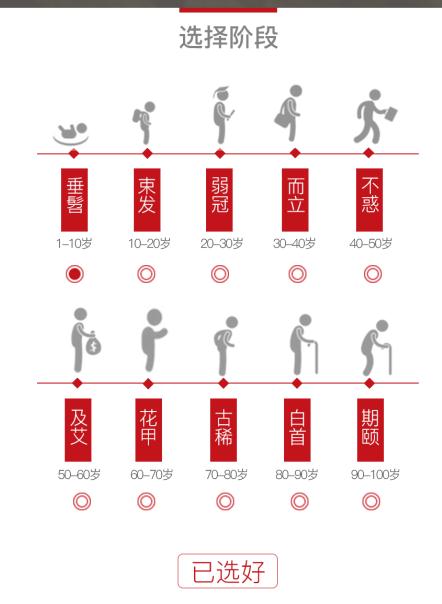 选择阶段
垂髫
束发
弱冠
而立
不惑
1–10岁
10–20岁
20–30岁
30–40岁
40–50岁
及艾
花甲
古稀
白首
期颐
50–60岁
60–70岁
70–80岁
80–90岁
90–100岁
已选好